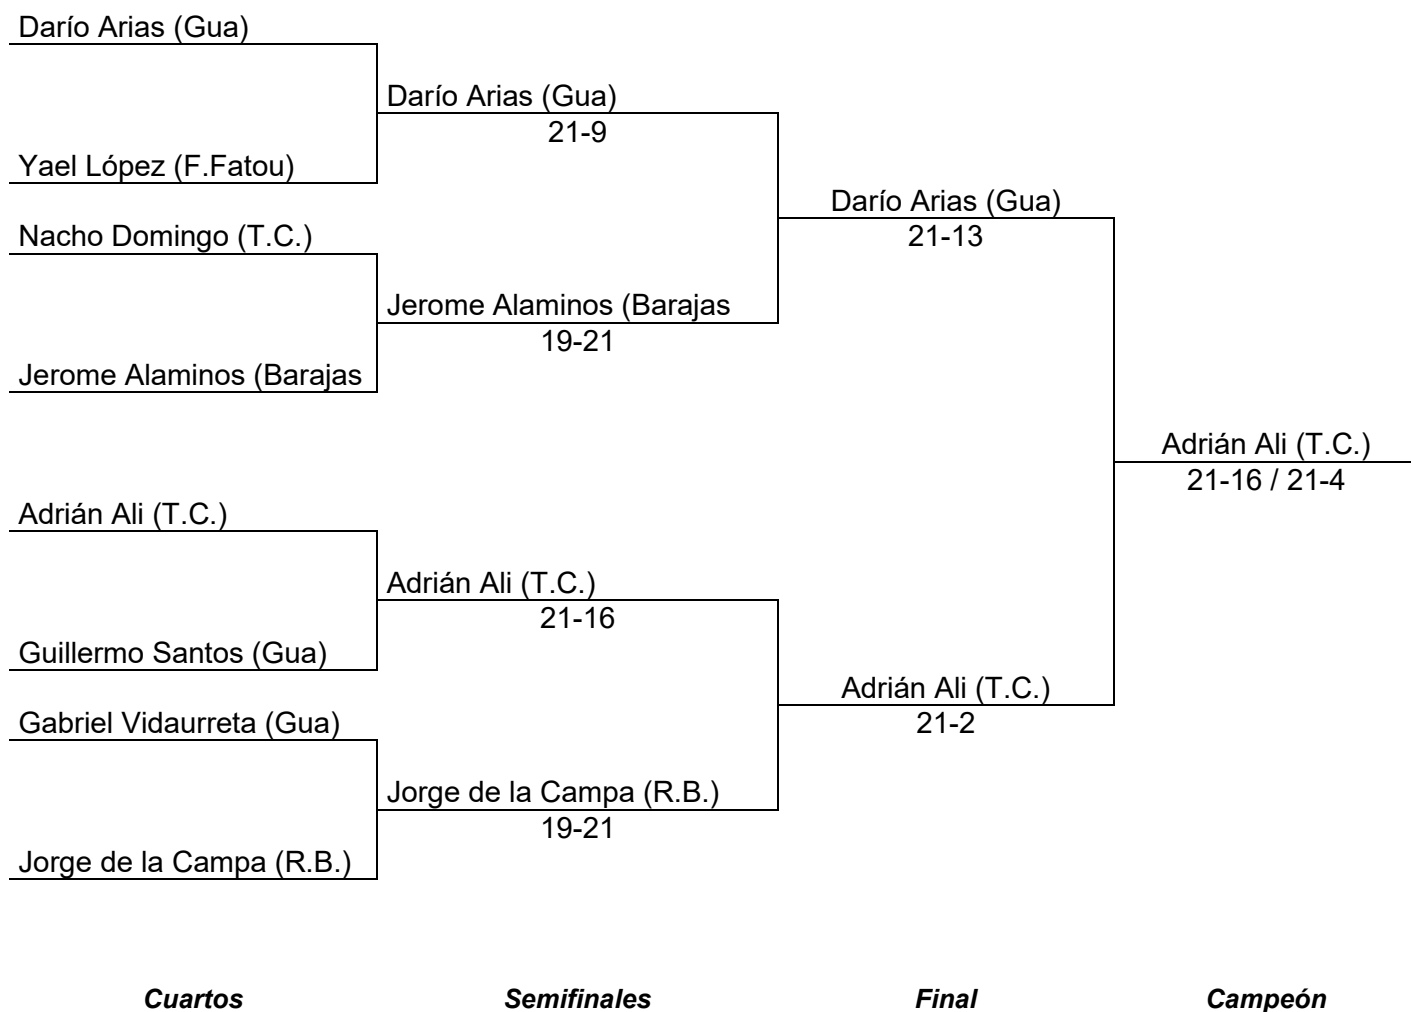 Darío Arias (Gua)
Darío Arias (Gua)
21-9
Yael López (F.Fatou)
Darío Arias (Gua)
21-13
Nacho Domingo (T.C.)
Jerome Alaminos (Barajas
19-21
Jerome Alaminos (Barajas
Adrián Ali (T.C.)
21-16 / 21-4
Adrián Ali (T.C.)
Adrián Ali (T.C.)
21-16
Guillermo Santos (Gua)
Adrián Ali (T.C.)
21-2
Gabriel Vidaurreta (Gua)
Jorge de la Campa (R.B.)
19-21
Jorge de la Campa (R.B.)
Cuartos Semifinales Final Campeón